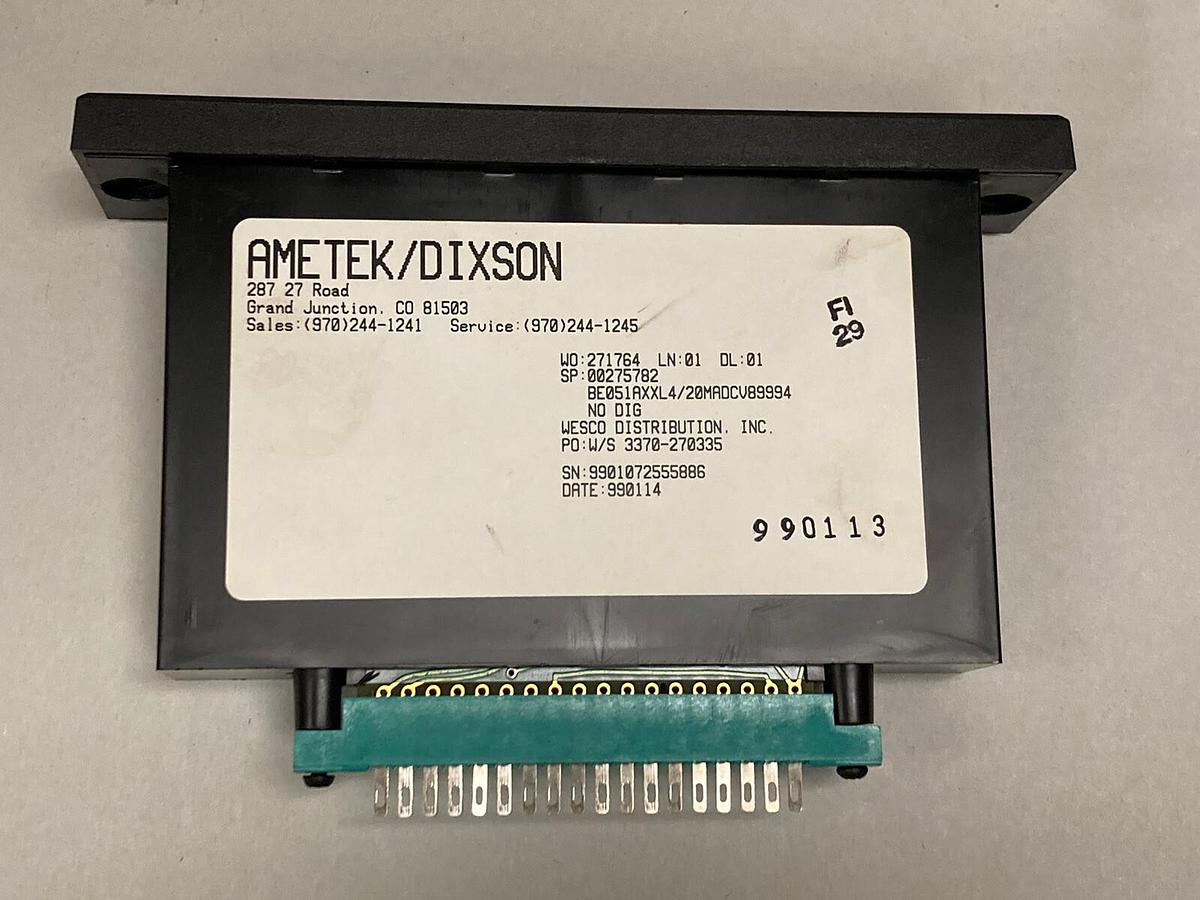 AMETEK/DIXSON
287 27 Road
Grand Junction, CO 81503
Sales:(970)244-1241 Service:(970)244-1245
FI
29
WO:271764 LN:01 DL:01
SP:00275782
BE051AXXL4/20MADCV89994
NO DIG
WESCO DISTRIBUTION, INC.
PO:W/S 3370-270335
SN:9901072555886
DATE:990114
990113